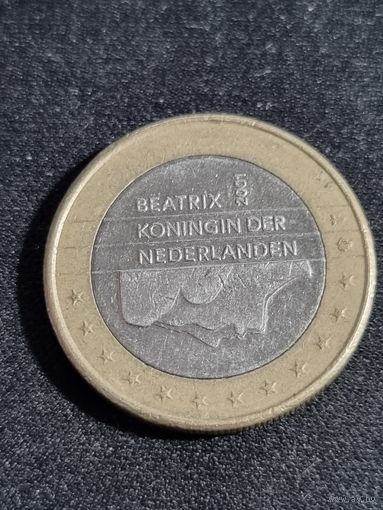 BEATRIX 2001
KONINGIN DER
NEDERLANDEN